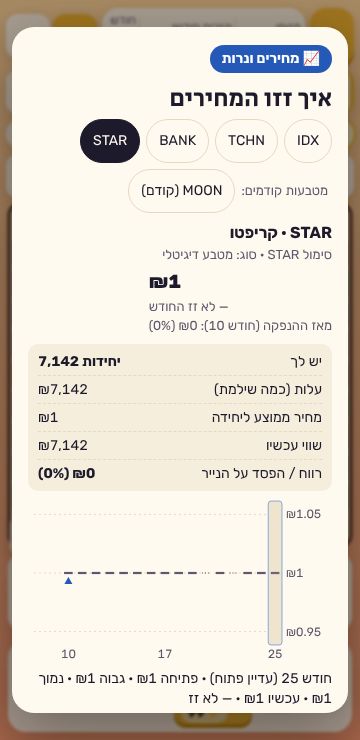 📈 מחירים ונרות
איך זזו המחירים
IDX TCHN BANK STAR
מטבעות קודמים: MOON (קודם)
STAR • קריפטו
סימול STAR • סוג: מטבע דיגיטלי
₪1
— לא זז החודש
מאז ההנפקה (חודש 10): ₪0 (0%)
יש לך 7,142 יחידות
עלות (כמה שילמת) ₪7,142
מחיר ממוצע ליחידה ₪1
שווי עכשיו ₪7,142
רווח / הפסד על הנייר ₪0 (0%)
₪1.05
₪1
₪0.95
10 17 25
חודש 25 (עדיין פתוח) • פתיחה ₪1 • גבוה ₪1 • נמוך
₪1 • עכשיו ₪1 • — לא זז